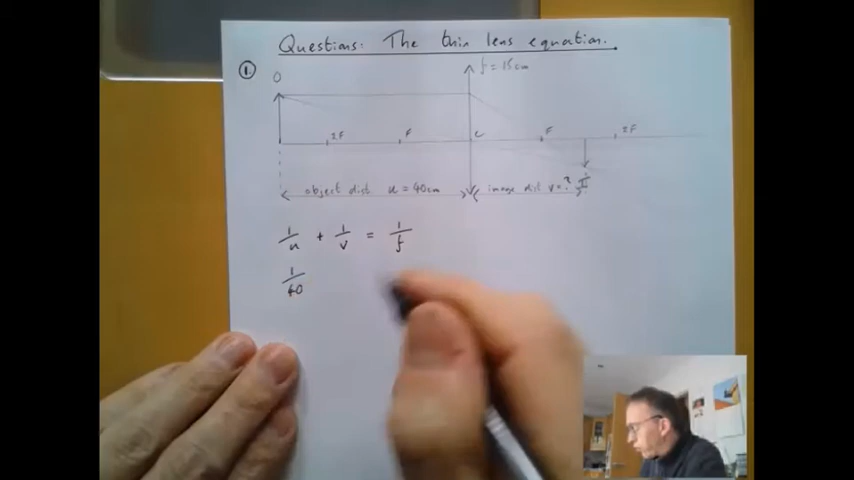 Questions: The thin lens equation.
1.
O
f = 15cm
2F F C F 2F
object dist u = 40cm
image dist v = ?
I
1/u + 1/v = 1/f
1/40